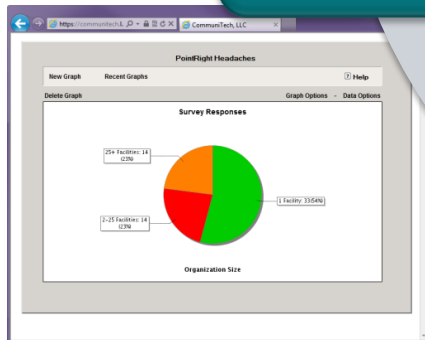 https://communitech.l
CommuniTech, LLC
PointRight Headaches
New Graph Recent Graphs ? Help
Delete Graph Graph Options - Data Options
Survey Responses
25+ Facilities: 14
(23%)
1 Facility: 33(54%)
2-25 Facilities: 14
(23%)
Organization Size